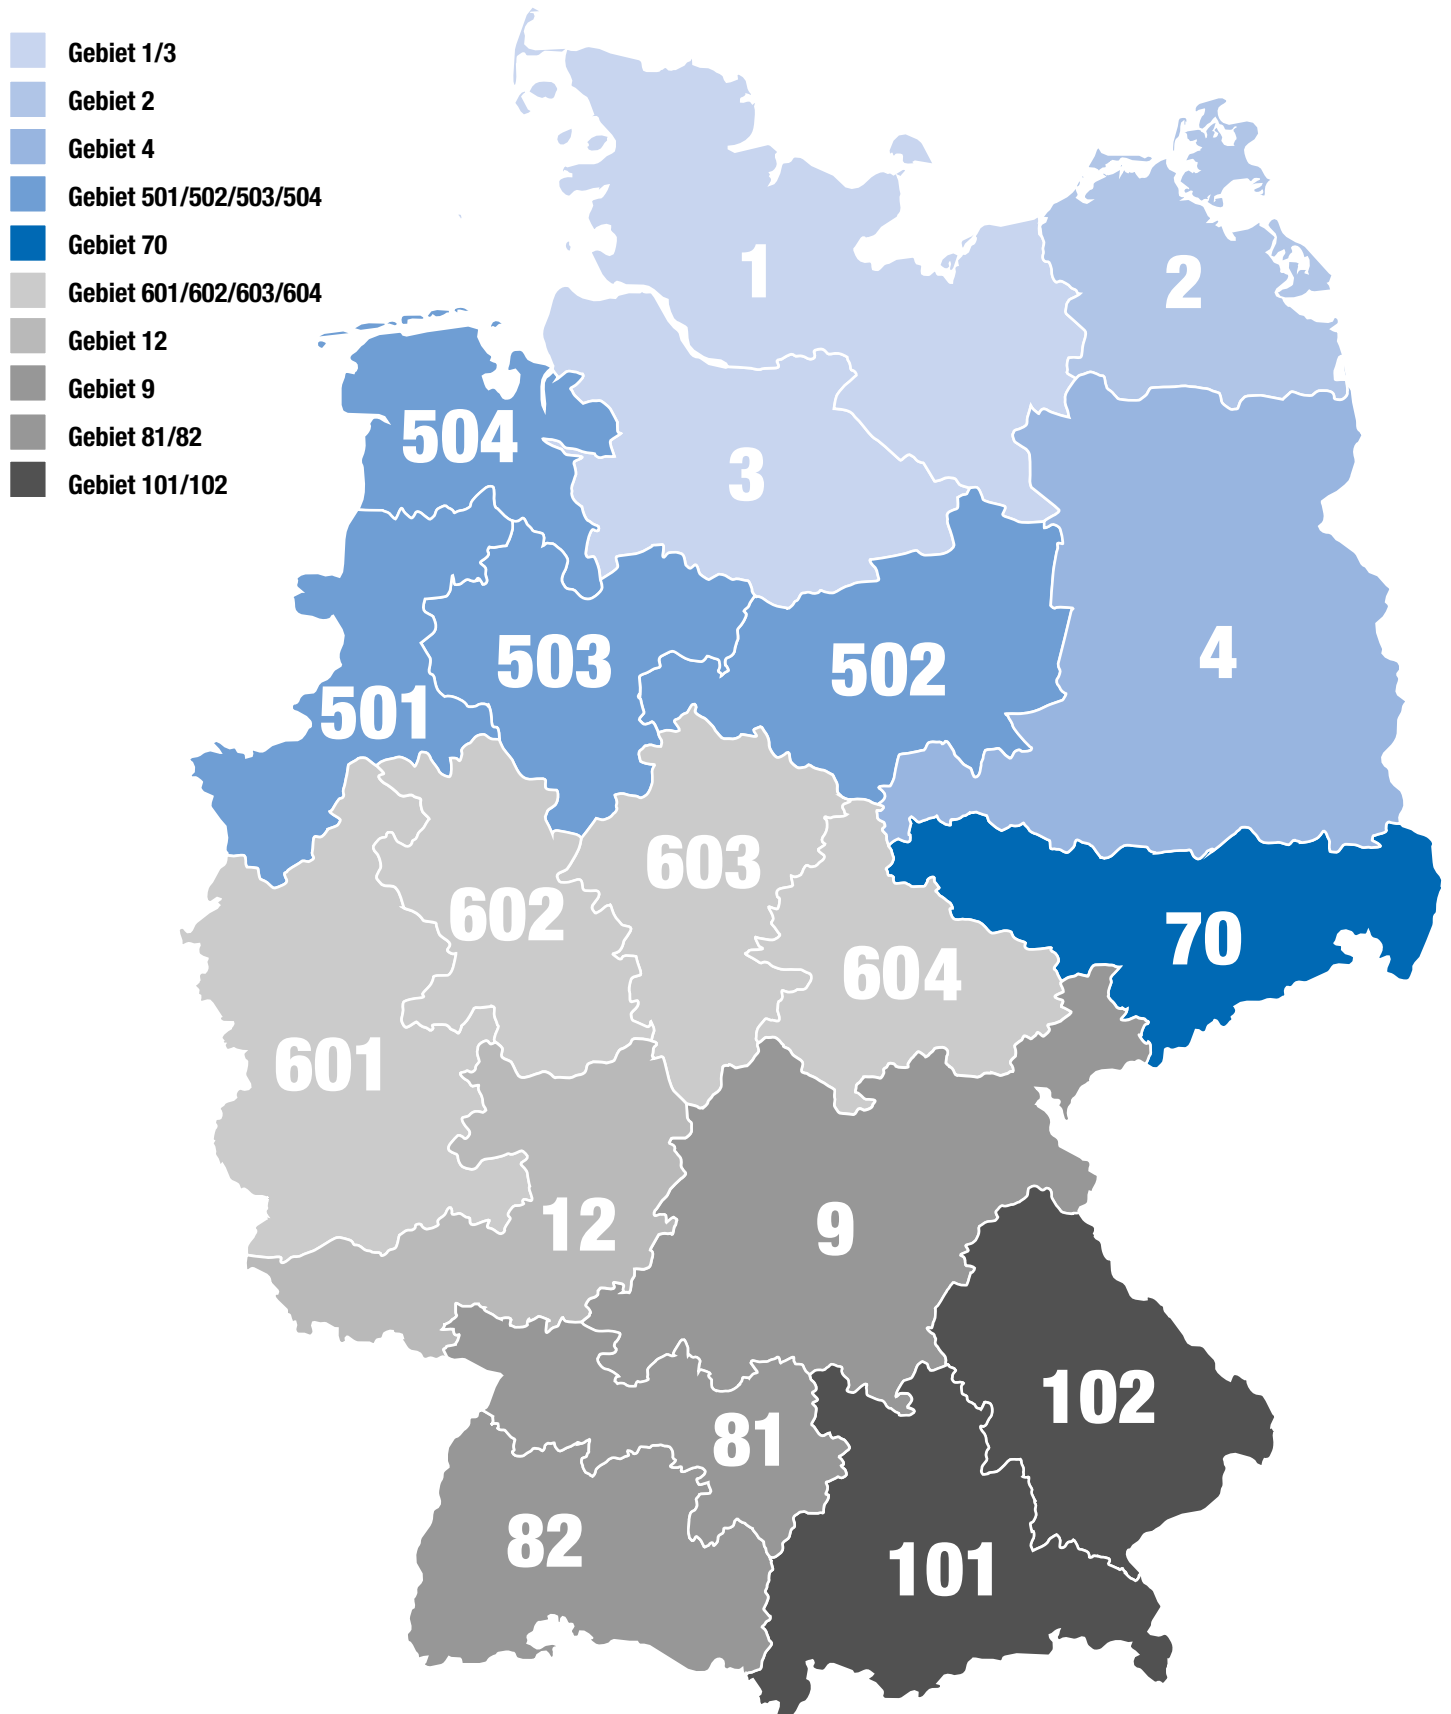 Gebiet 1/3
Gebiet 2
Gebiet 4
Gebiet 501/502/503/504
Gebiet 70
Gebiet 601/602/603/604
Gebiet 12
Gebiet 9
Gebiet 81/82
Gebiet 101/102
1
2
504
3
503
502
4
501
603
602
70
604
601
12
9
102
81
82
101